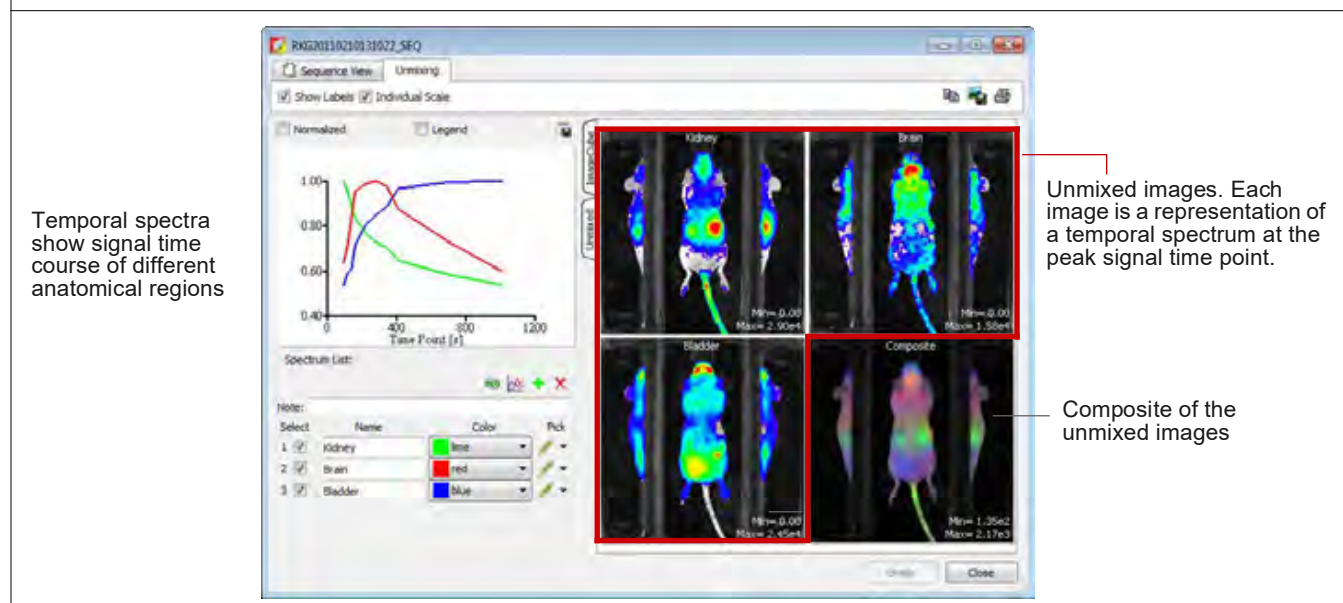 RKG20110210131022_SEQ
Sequence View Unmixing
Show Labels Individual Scale
Normalized Legend
1.00
0.80
0.60
0.40
0 400 800 1200
Time Point [s]
Spectrum List:
Note:
Select Name Color Pick
1 Kidney lime
2 Brain red
3 Bladder blue
ImageCube
Unmixed
Kidney
Min= 0.00
Max= 2.90e4
Brain
Min= 0.00
Max= 1.58e4
Bladder
Min= 0.00
Max= 2.45e4
Composite
Min= 1.35e2
Max= 2.17e3
Close
Temporal spectra
show signal time
course of different
anatomical regions
Unmixed images. Each
image is a representation of
a temporal spectrum at the
peak signal time point.
Composite of the
unmixed images